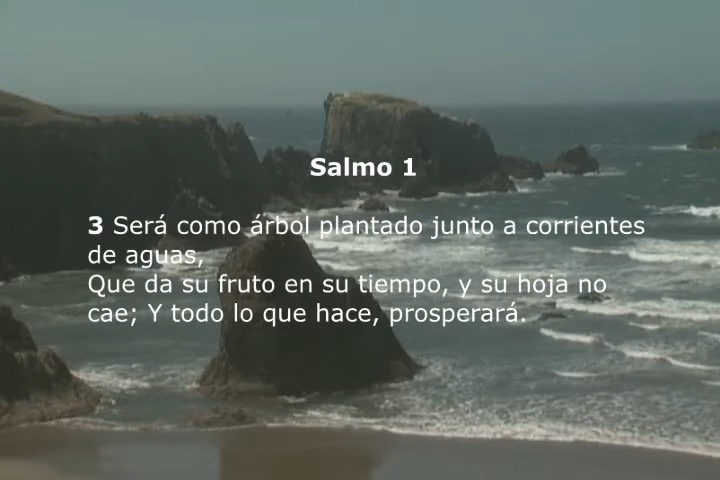 Salmo 1
3 Será como árbol plantado junto a corrientes
de aguas,
Que da su fruto en su tiempo, y su hoja no
cae; Y todo lo que hace, prosperará.